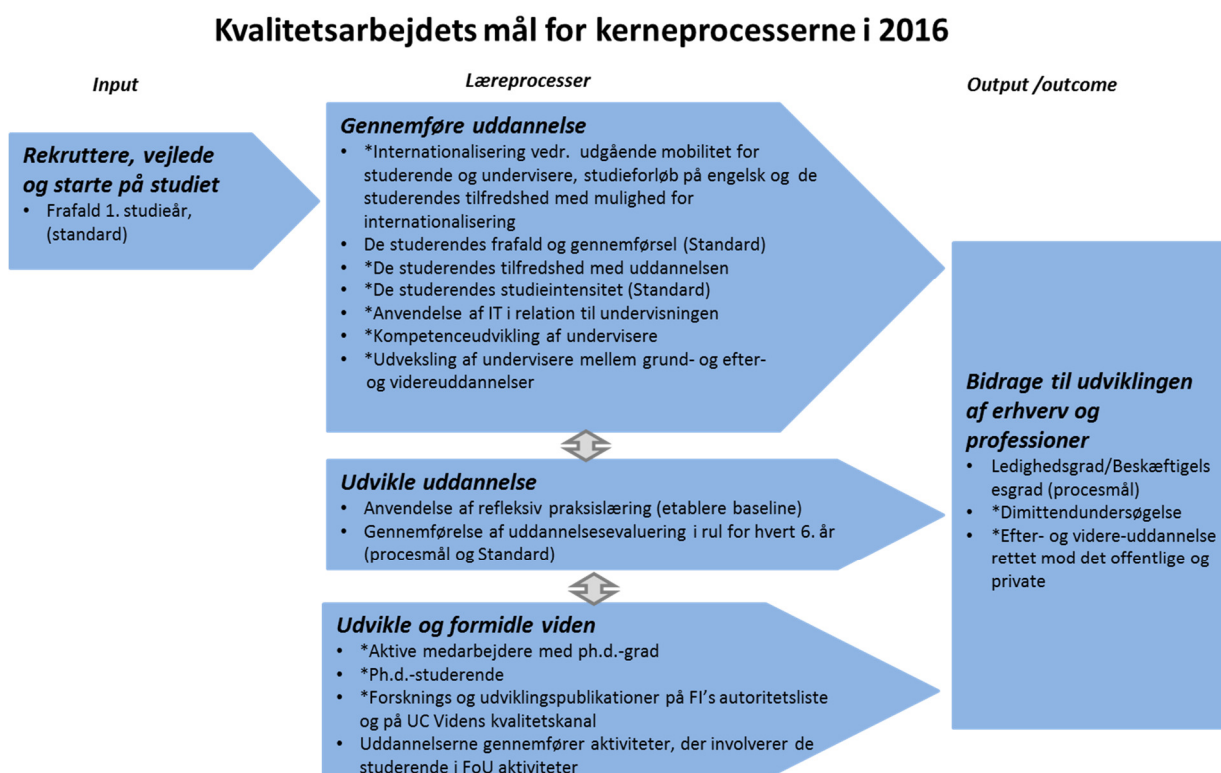 Kvalitetsarbejdets mål for kerneprocesserne i 2016
Input
Læreprocesser
Output /outcome
Rekruttere, vejlede
og starte på studiet
• Frafald 1. studieår,
(standard)
Gennemføre uddannelse
• *Internationalisering vedr. udgående mobilitet for
studerende og undervisere, studieforløb på engelsk og de
studerendes tilfredshed med mulighed for
internationalisering
• De studerendes frafald og gennemførsel (Standard)
• *De studerendes tilfredshed med uddannelsen
• *De studerendes studieintensitet (Standard)
• *Anvendelse af IT i relation til undervisningen
• *Kompetenceudvikling af undervisere
• *Udveksling af undervisere mellem grund- og efter-
og videreuddannelser
Udvikle uddannelse
• Anvendelse af refleksiv praksislæring (etablere baseline)
• Gennemførelse af uddannelsesevaluering i rul for hvert 6. år
(procesmål og Standard)
Udvikle og formidle viden
• *Aktive medarbejdere med ph.d.-grad
• *Ph.d.-studerende
• *Forsknings og udviklingspublikationer på FI's autoritetsliste
og på UC Videns kvalitetskanal
• Uddannelserne gennemfører aktiviteter, der involverer de
studerende i FoU aktiviteter
Bidrage til udviklingen
af erhverv og
professioner
• Ledighedsgrad/Beskæftigels
esgrad (procesmål)
• *Dimittendundersøgelse
• *Efter- og videre-uddannelse
rettet mod det offentlige og
private